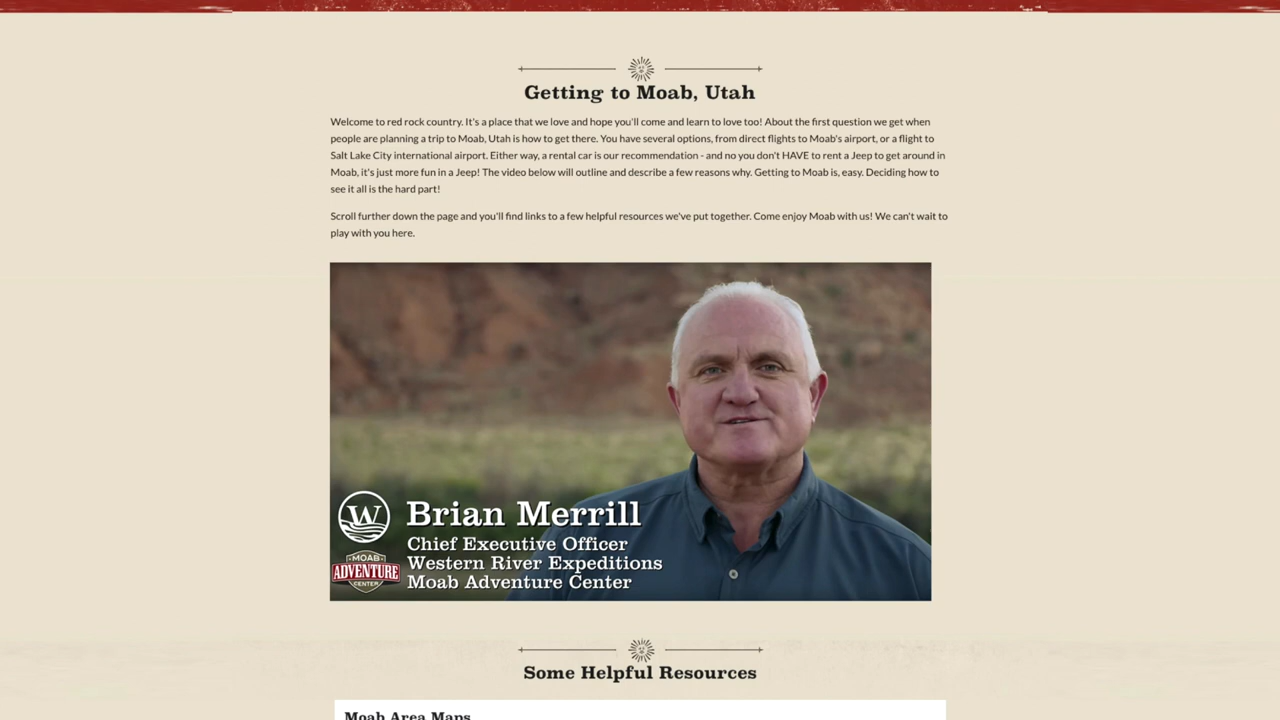 Getting to Moab, Utah
Welcome to red rock country. It's a place that we love and hope you'll come and learn to love too! About the first question we get when
people are planning a trip to Moab, Utah is how to get there. You have several options, from direct flights to Moab's airport, or a flight to
Salt Lake City international airport. Either way, a rental car is our recommendation - and no you don't HAVE to rent a Jeep to get around in
Moab, it's just more fun in a Jeep! The video below will outline and describe a few reasons why. Getting to Moab is, easy. Deciding how to
see it all is the hard part!
Scroll further down the page and you'll find links to a few helpful resources we've put together. Come enjoy Moab with us! We can't wait to
play with you here.
W
Brian Merrill
Chief Executive Officer
Western River Expeditions
Moab Adventure Center
MOAB
ADVENTURE
CENTER
Some Helpful Resources
Moab Area Maps